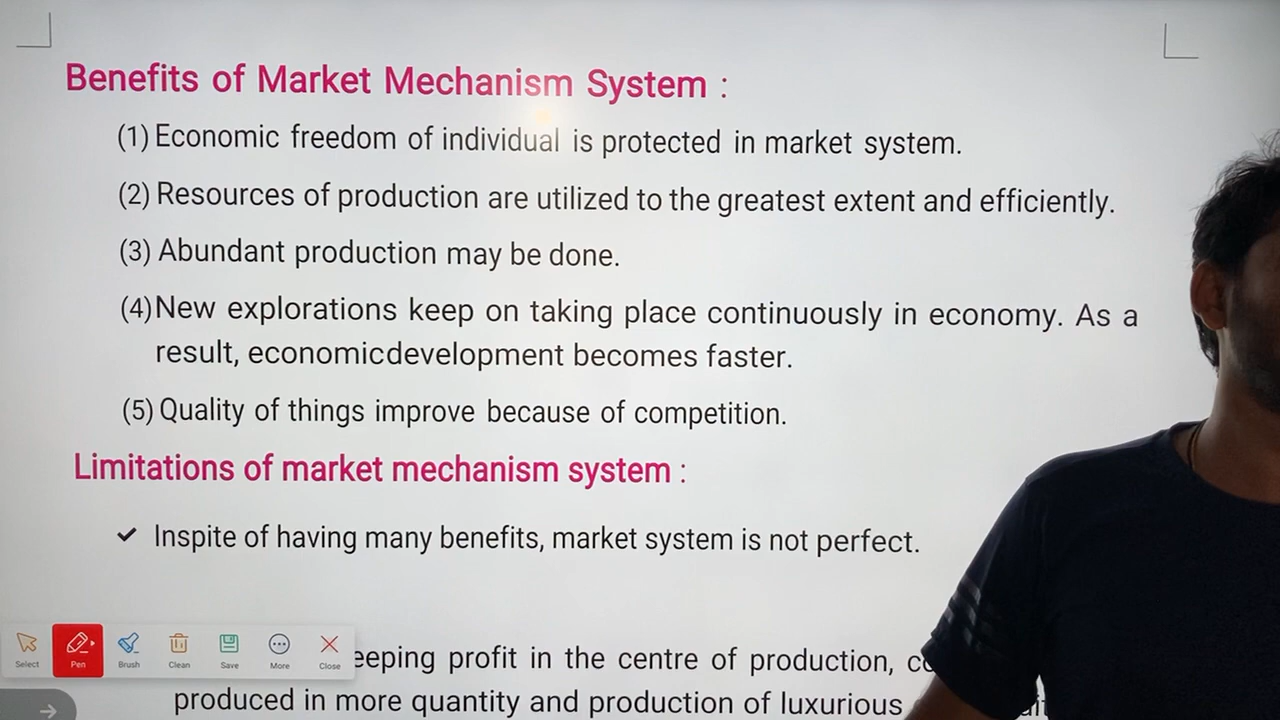 Benefits of Market Mechanism System :
(1) Economic freedom of individual is protected in market system.
(2) Resources of production are utilized to the greatest extent and efficiently.
(3) Abundant production may be done.
(4)New explorations keep on taking place continuously in economy. As a
result, economicdevelopment becomes faster.
(5) Quality of things improve because of competition.
Limitations of market mechanism system :
✓ Inspite of having many benefits, market system is not perfect.
profit in the centre of production,
produced in more quantity and production of luxurious
Select Pen Brush Clean Save More Close